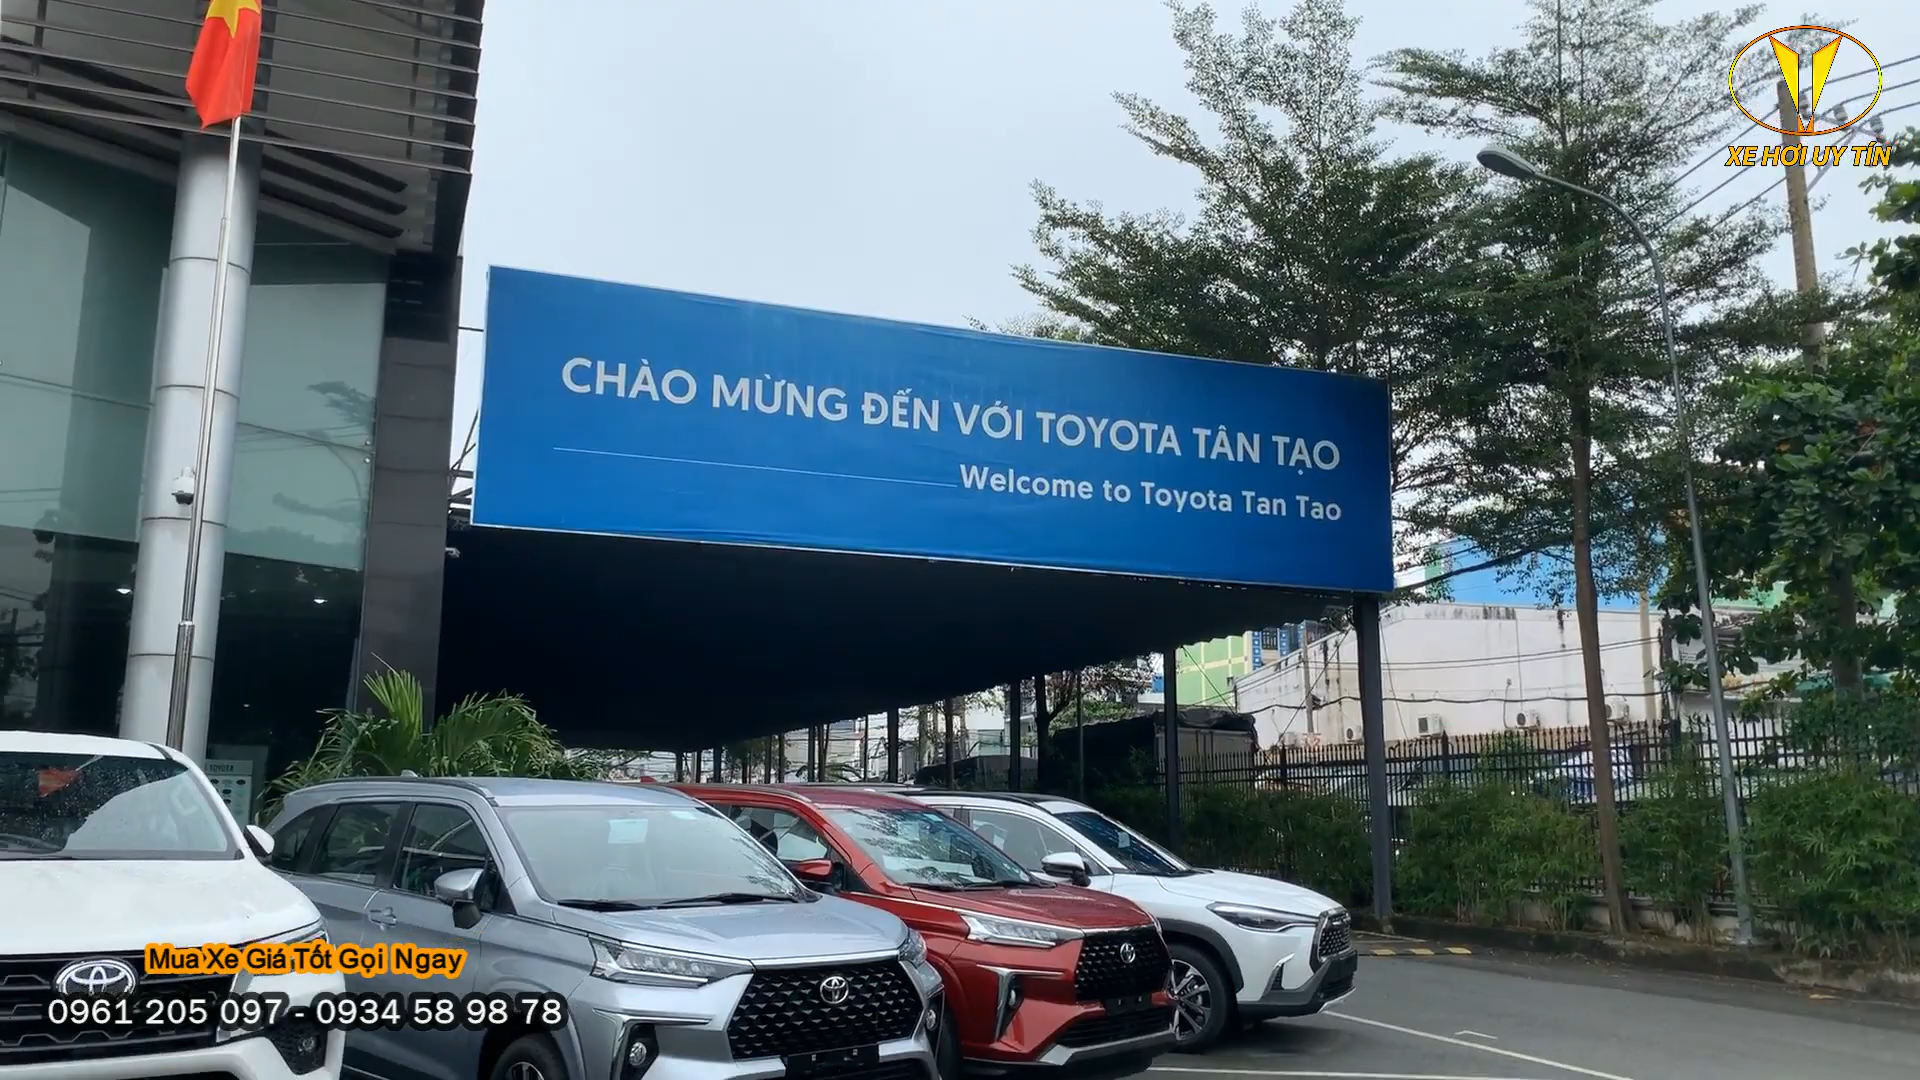 XE HƠI UY TÍN
CHÀO MỪNG ĐẾN VỚI TOYOTA TÂN TẠO
Welcome to Toyota Tan Tao
TOYOTA
Mua Xe Giá Tốt Gọi Ngay
0961 205 097 - 0934 58 98 78